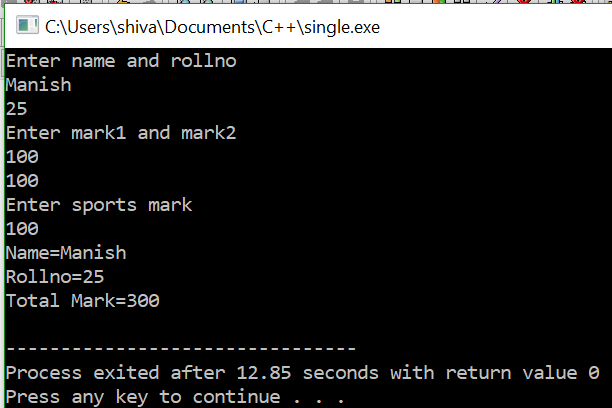 C:\Users\shiva\Documents\C++\single.exe
Enter name and rollno
Manish
25
Enter mark1 and mark2
100
100
Enter sports mark
100
Name=Manish
Rollno=25
Total Mark=300
--------------------------------
Process exited after 12.85 seconds with return value 0
Press any key to continue . . .